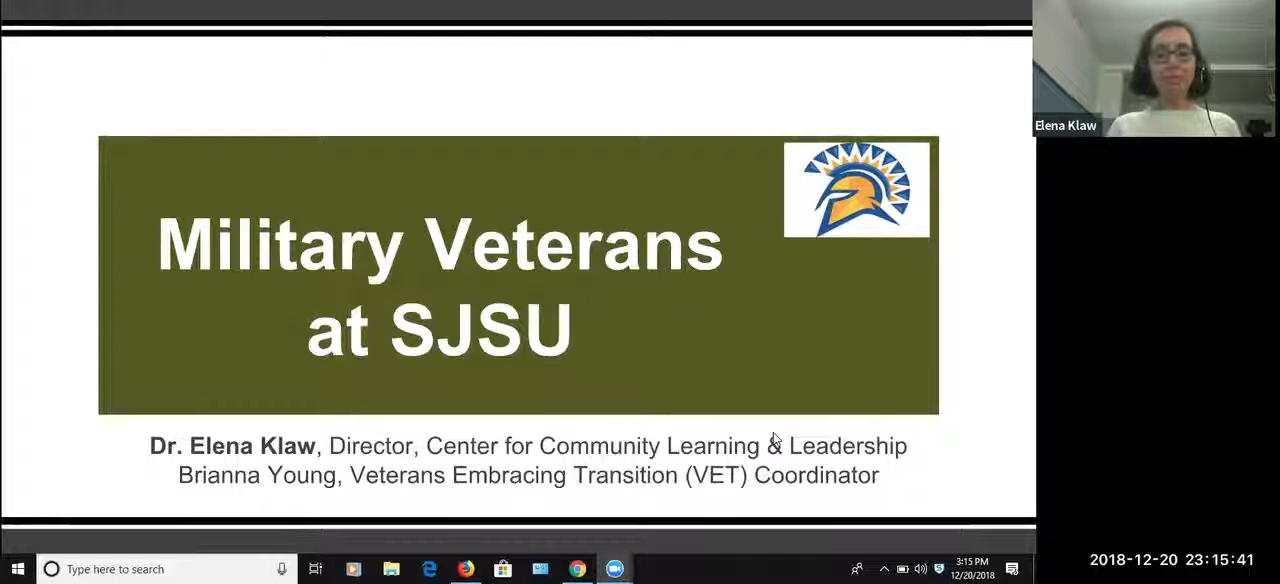 Elena Klaw
Military Veterans
at SJSU
Dr. Elena Klaw, Director, Center for Community Learning & Leadership
Brianna Young, Veterans Embracing Transition (VET) Coordinator
Type here to search
3:15 PM
12/20/2018
2018-12-20 23:15:41